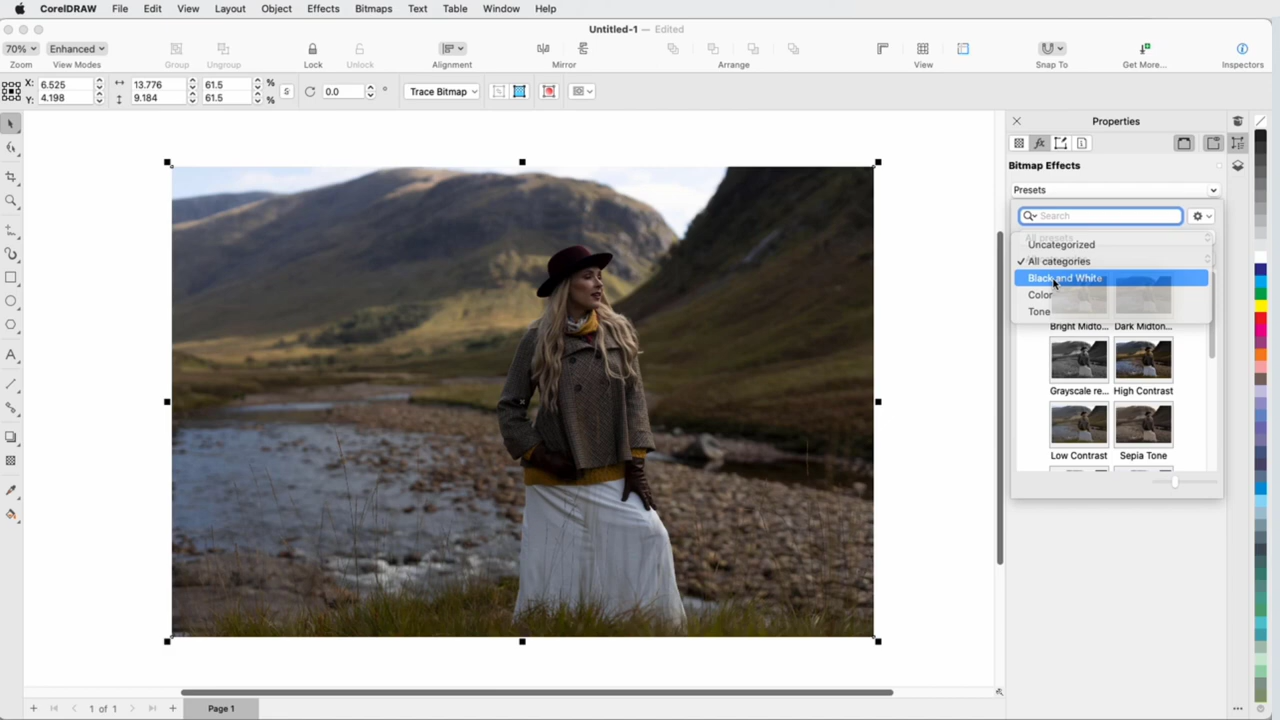 CorelDRAW File Edit View Layout Object Effects Bitmaps Text Table Window Help
Untitled-1 — Edited
70% Enhanced
Zoom View Modes Group Ungroup Lock Unlock Alignment Mirror Arrange View Snap To Get More... Inspectors
X: 6.525 13.776 61.5 % 0.0 ° Trace Bitmap
Y: 4.198 9.184 61.5 %
Properties
fx
Bitmap Effects
Presets
Search
All presets
Uncategorized
✓ All categories
Black and White
Color
Tone
Bright Midto... Dark Midton...
Grayscale re... High Contrast
Low Contrast Sepia Tone
1 of 1 Page 1